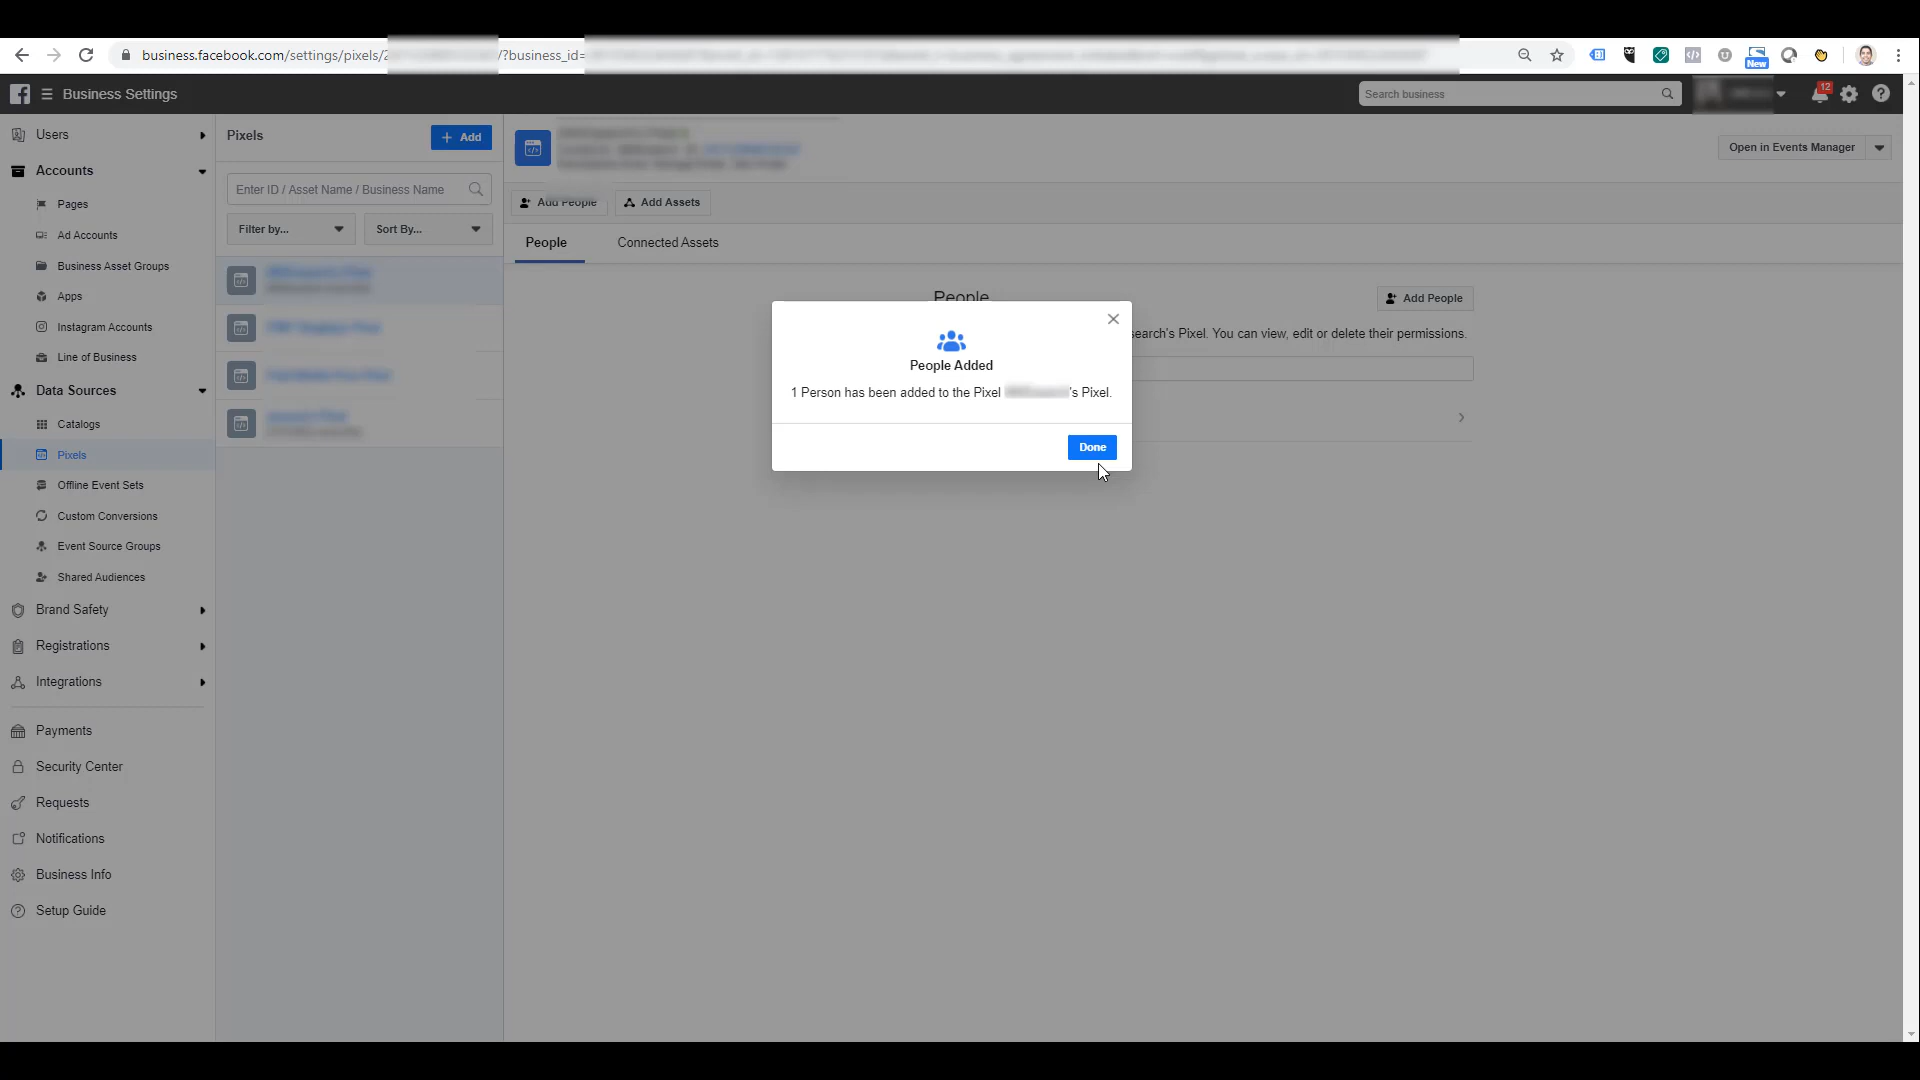 business.facebook.com/settings/pixels/2 /?business_id=
New
Business Settings
Search business
12
Users
Accounts
Pages
Ad Accounts
Business Asset Groups
Apps
Instagram Accounts
Line of Business
Data Sources
Catalogs
Pixels
Offline Event Sets
Custom Conversions
Event Source Groups
Shared Audiences
Brand Safety
Registrations
Integrations
Payments
Security Center
Requests
Notifications
Business Info
Setup Guide
Pixels
+ Add
Enter ID / Asset Name / Business Name
Filter by...
Sort By...
Open in Events Manager
Add People
Add Assets
People
Connected Assets
People
Add People
search's Pixel. You can view, edit or delete their permissions.
People Added
1 Person has been added to the Pixel 's Pixel.
Done